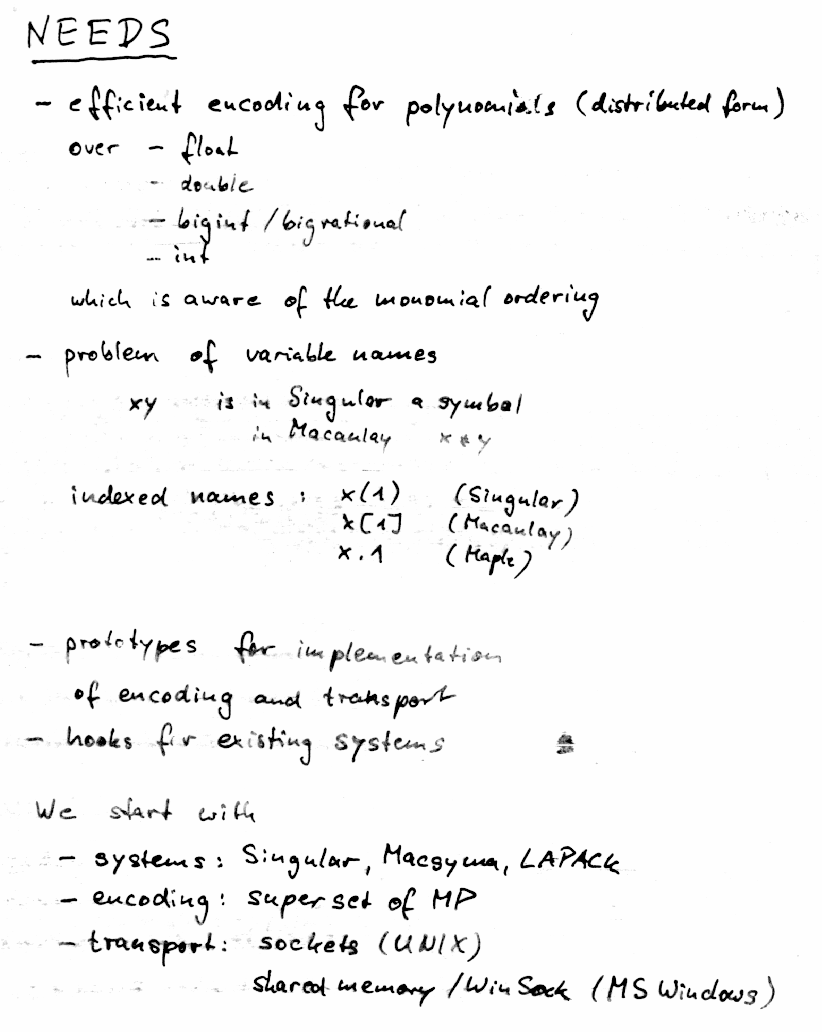 NEEDS
- efficient encoding for polynomials (distributed form)
over - float
- double
- bigint / bigrational
- int
which is aware of the monomial ordering
- problem of variable names
xy is in Singular a symbol
in Macaulay x * y
indexed names : x(1) (Singular)
x[1] (Macaulay)
x.1 (Maple)
- prototypes for implementation
of encoding and transport
- hooks for existing systems
We start with
- systems: Singular, Macsyma, LAPACK
- encoding: superset of MP
- transport: sockets (UNIX)
shared memory / WinSock (MS Windows)